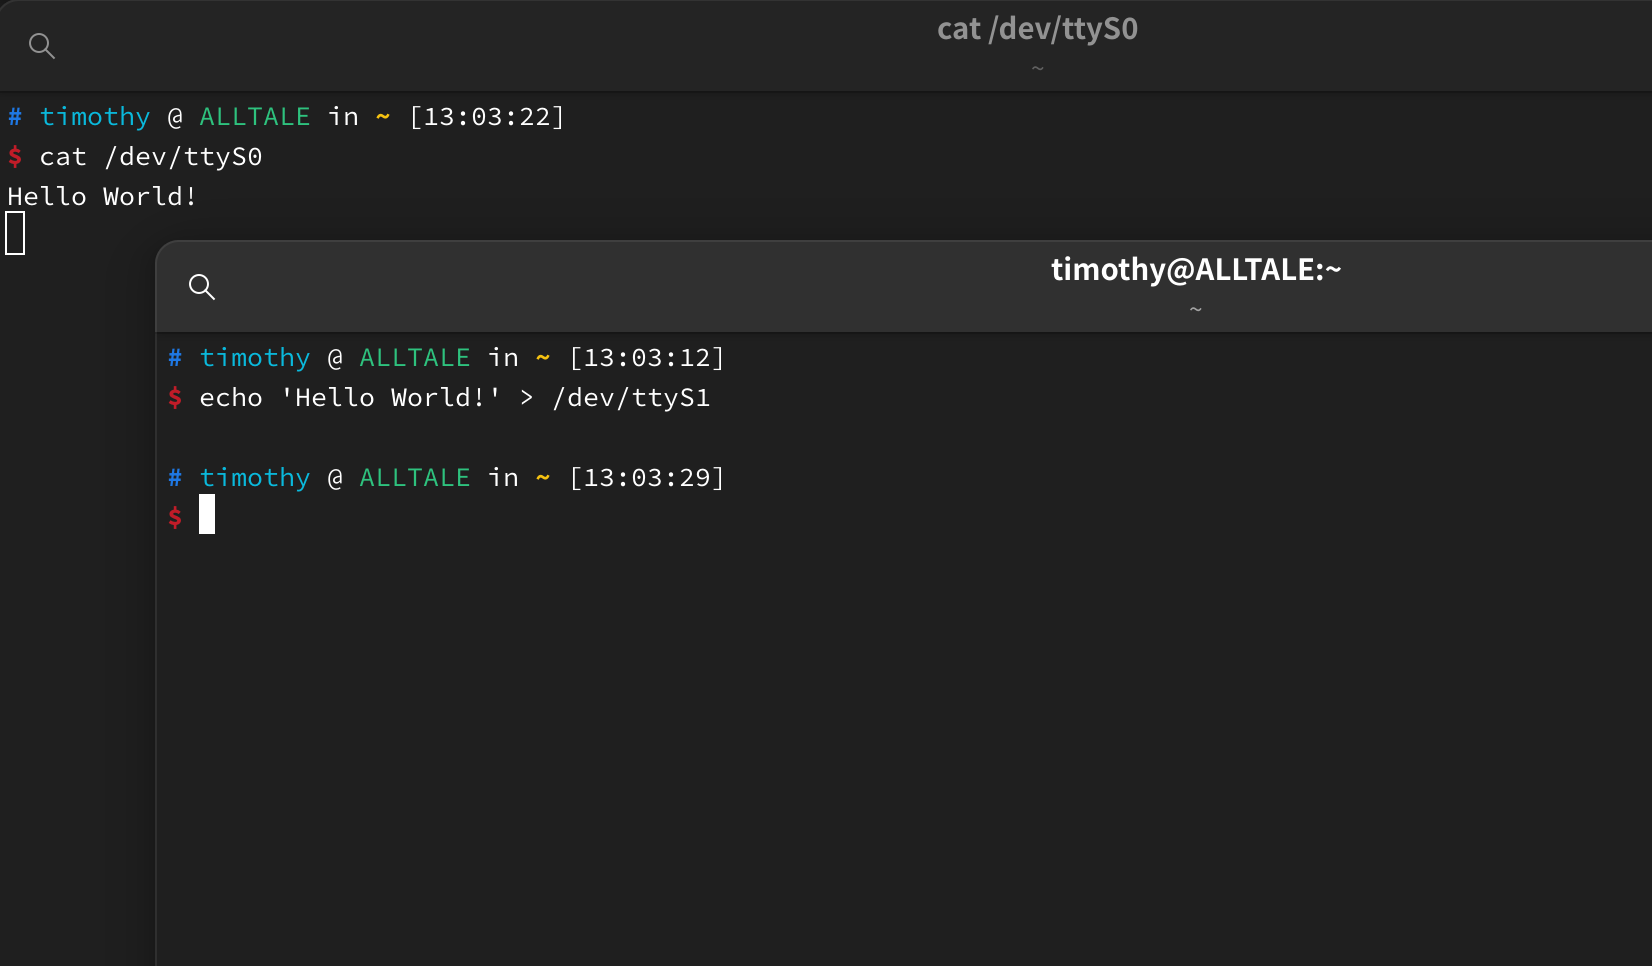 cat /dev/ttyS0
~
# timothy @ ALLTALE in ~ [13:03:22]
$ cat /dev/ttyS0
Hello World!
timothy@ALLTALE:~
~
# timothy @ ALLTALE in ~ [13:03:12]
$ echo 'Hello World!' > /dev/ttyS1
# timothy @ ALLTALE in ~ [13:03:29]
$